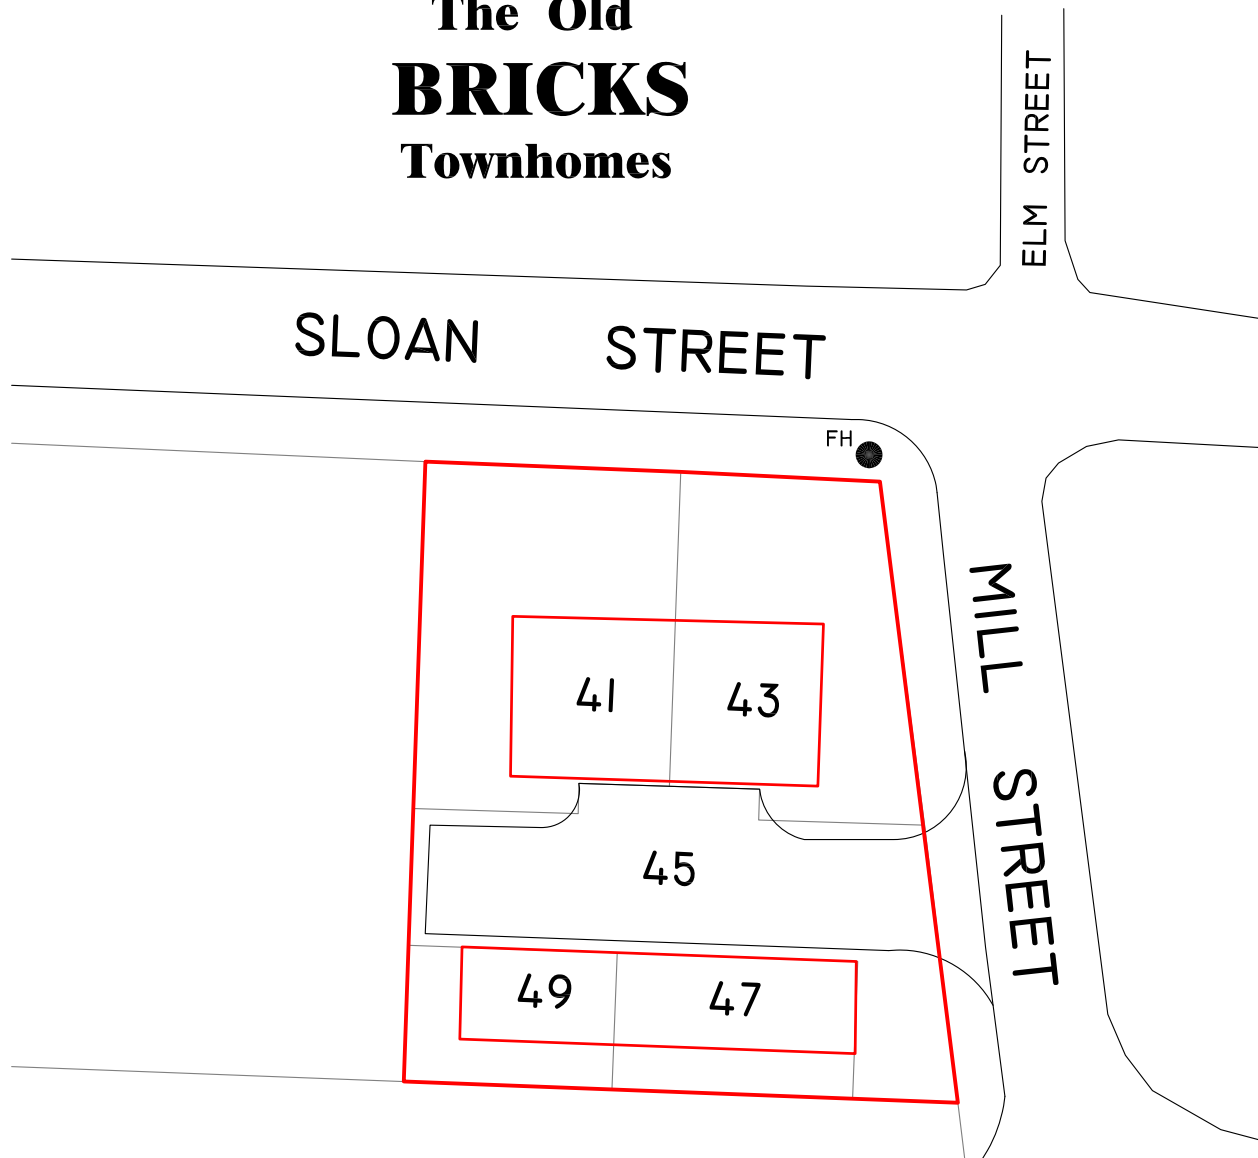 The Old
BRICKS
Townhomes
ELM STREET
SLOAN STREET
FH
MILL STREET
41
43
45
49
47